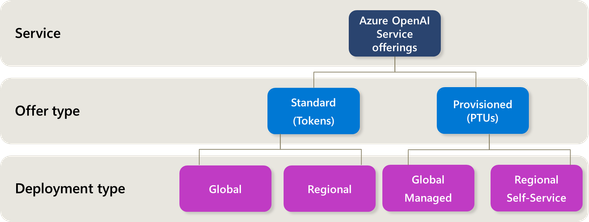 Service
Azure OpenAI
Service
offerings
Offer type
Standard
(Tokens)
Provisioned
(PTUs)
Deployment type
Global
Regional
Global
Managed
Regional
Self-Service